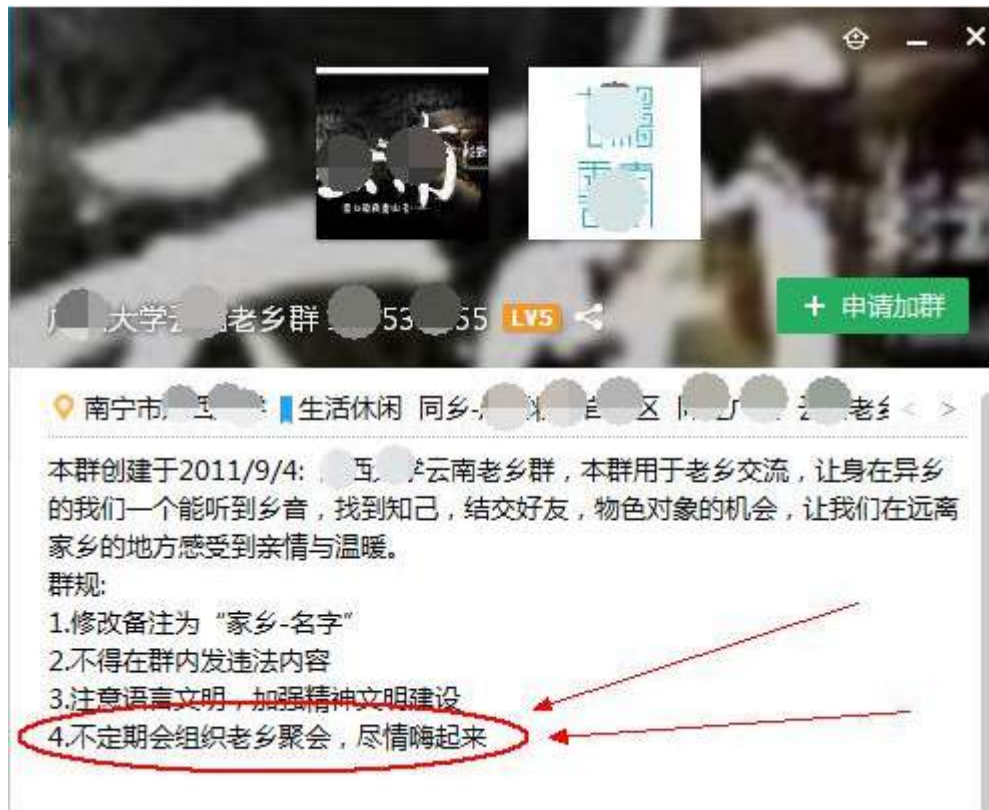 大学 老乡群 53 55 LV5
+ 申请加群
南宁市 西 生活休闲 同乡- 区 老乡 < >
本群创建于2011/9/4: 西 学云南老乡群，本群用于老乡交流，让身在异乡
的我们一个能听到乡音，找到知己，结交好友，物色对象的机会，让我们在远离
家乡的地方感受到亲情与温暖。
群规:
1.修改备注为“家乡-名字”
2.不得在群内发违法内容
3.注意语言文明，加强精神文明建设
4.不定期会组织老乡聚会，尽情嗨起来